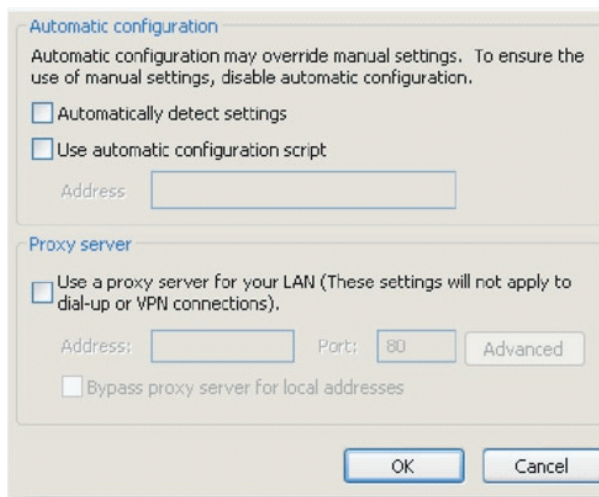 Automatic configuration
Automatic configuration may override manual settings. To ensure the
use of manual settings, disable automatic configuration.
Automatically detect settings
Use automatic configuration script
Address
Proxy server
Use a proxy server for your LAN (These settings will not apply to
dial-up or VPN connections).
Address: Port: 80 Advanced
Bypass proxy server for local addresses
OK Cancel